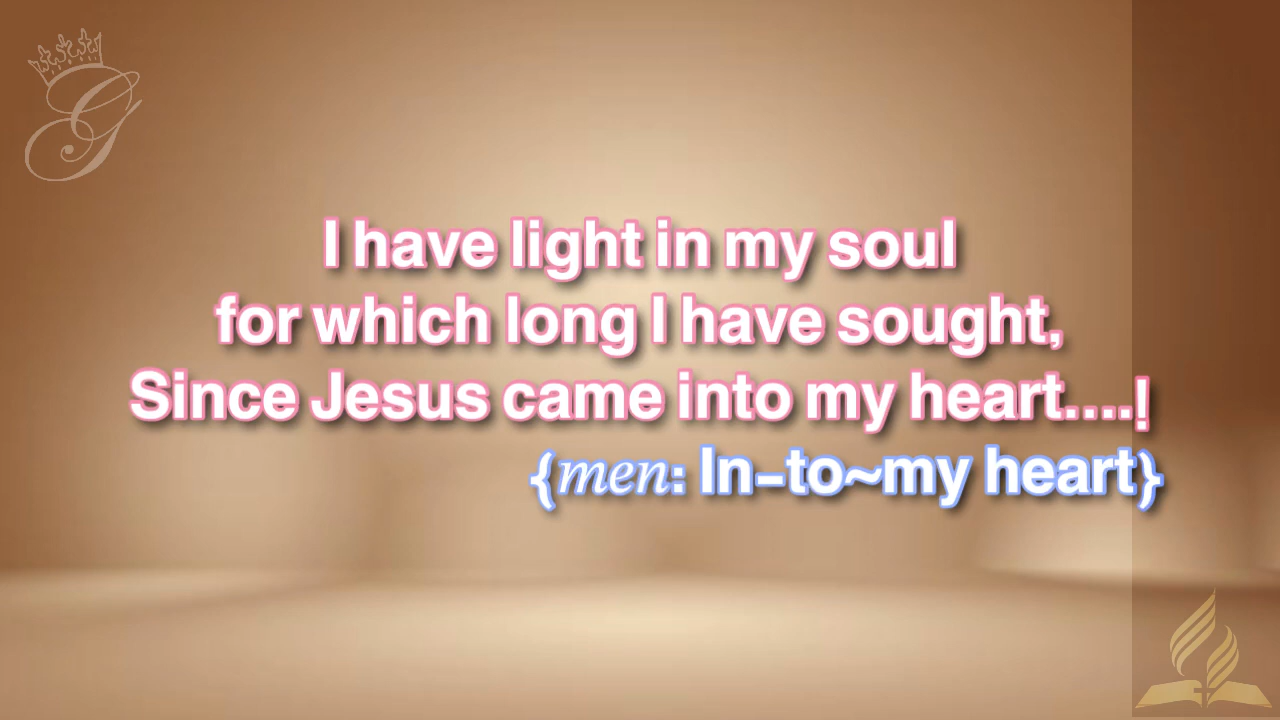 G
I have light in my soul
for which long I have sought,
Since Jesus came into my heart....!
{men: In-to~my heart}